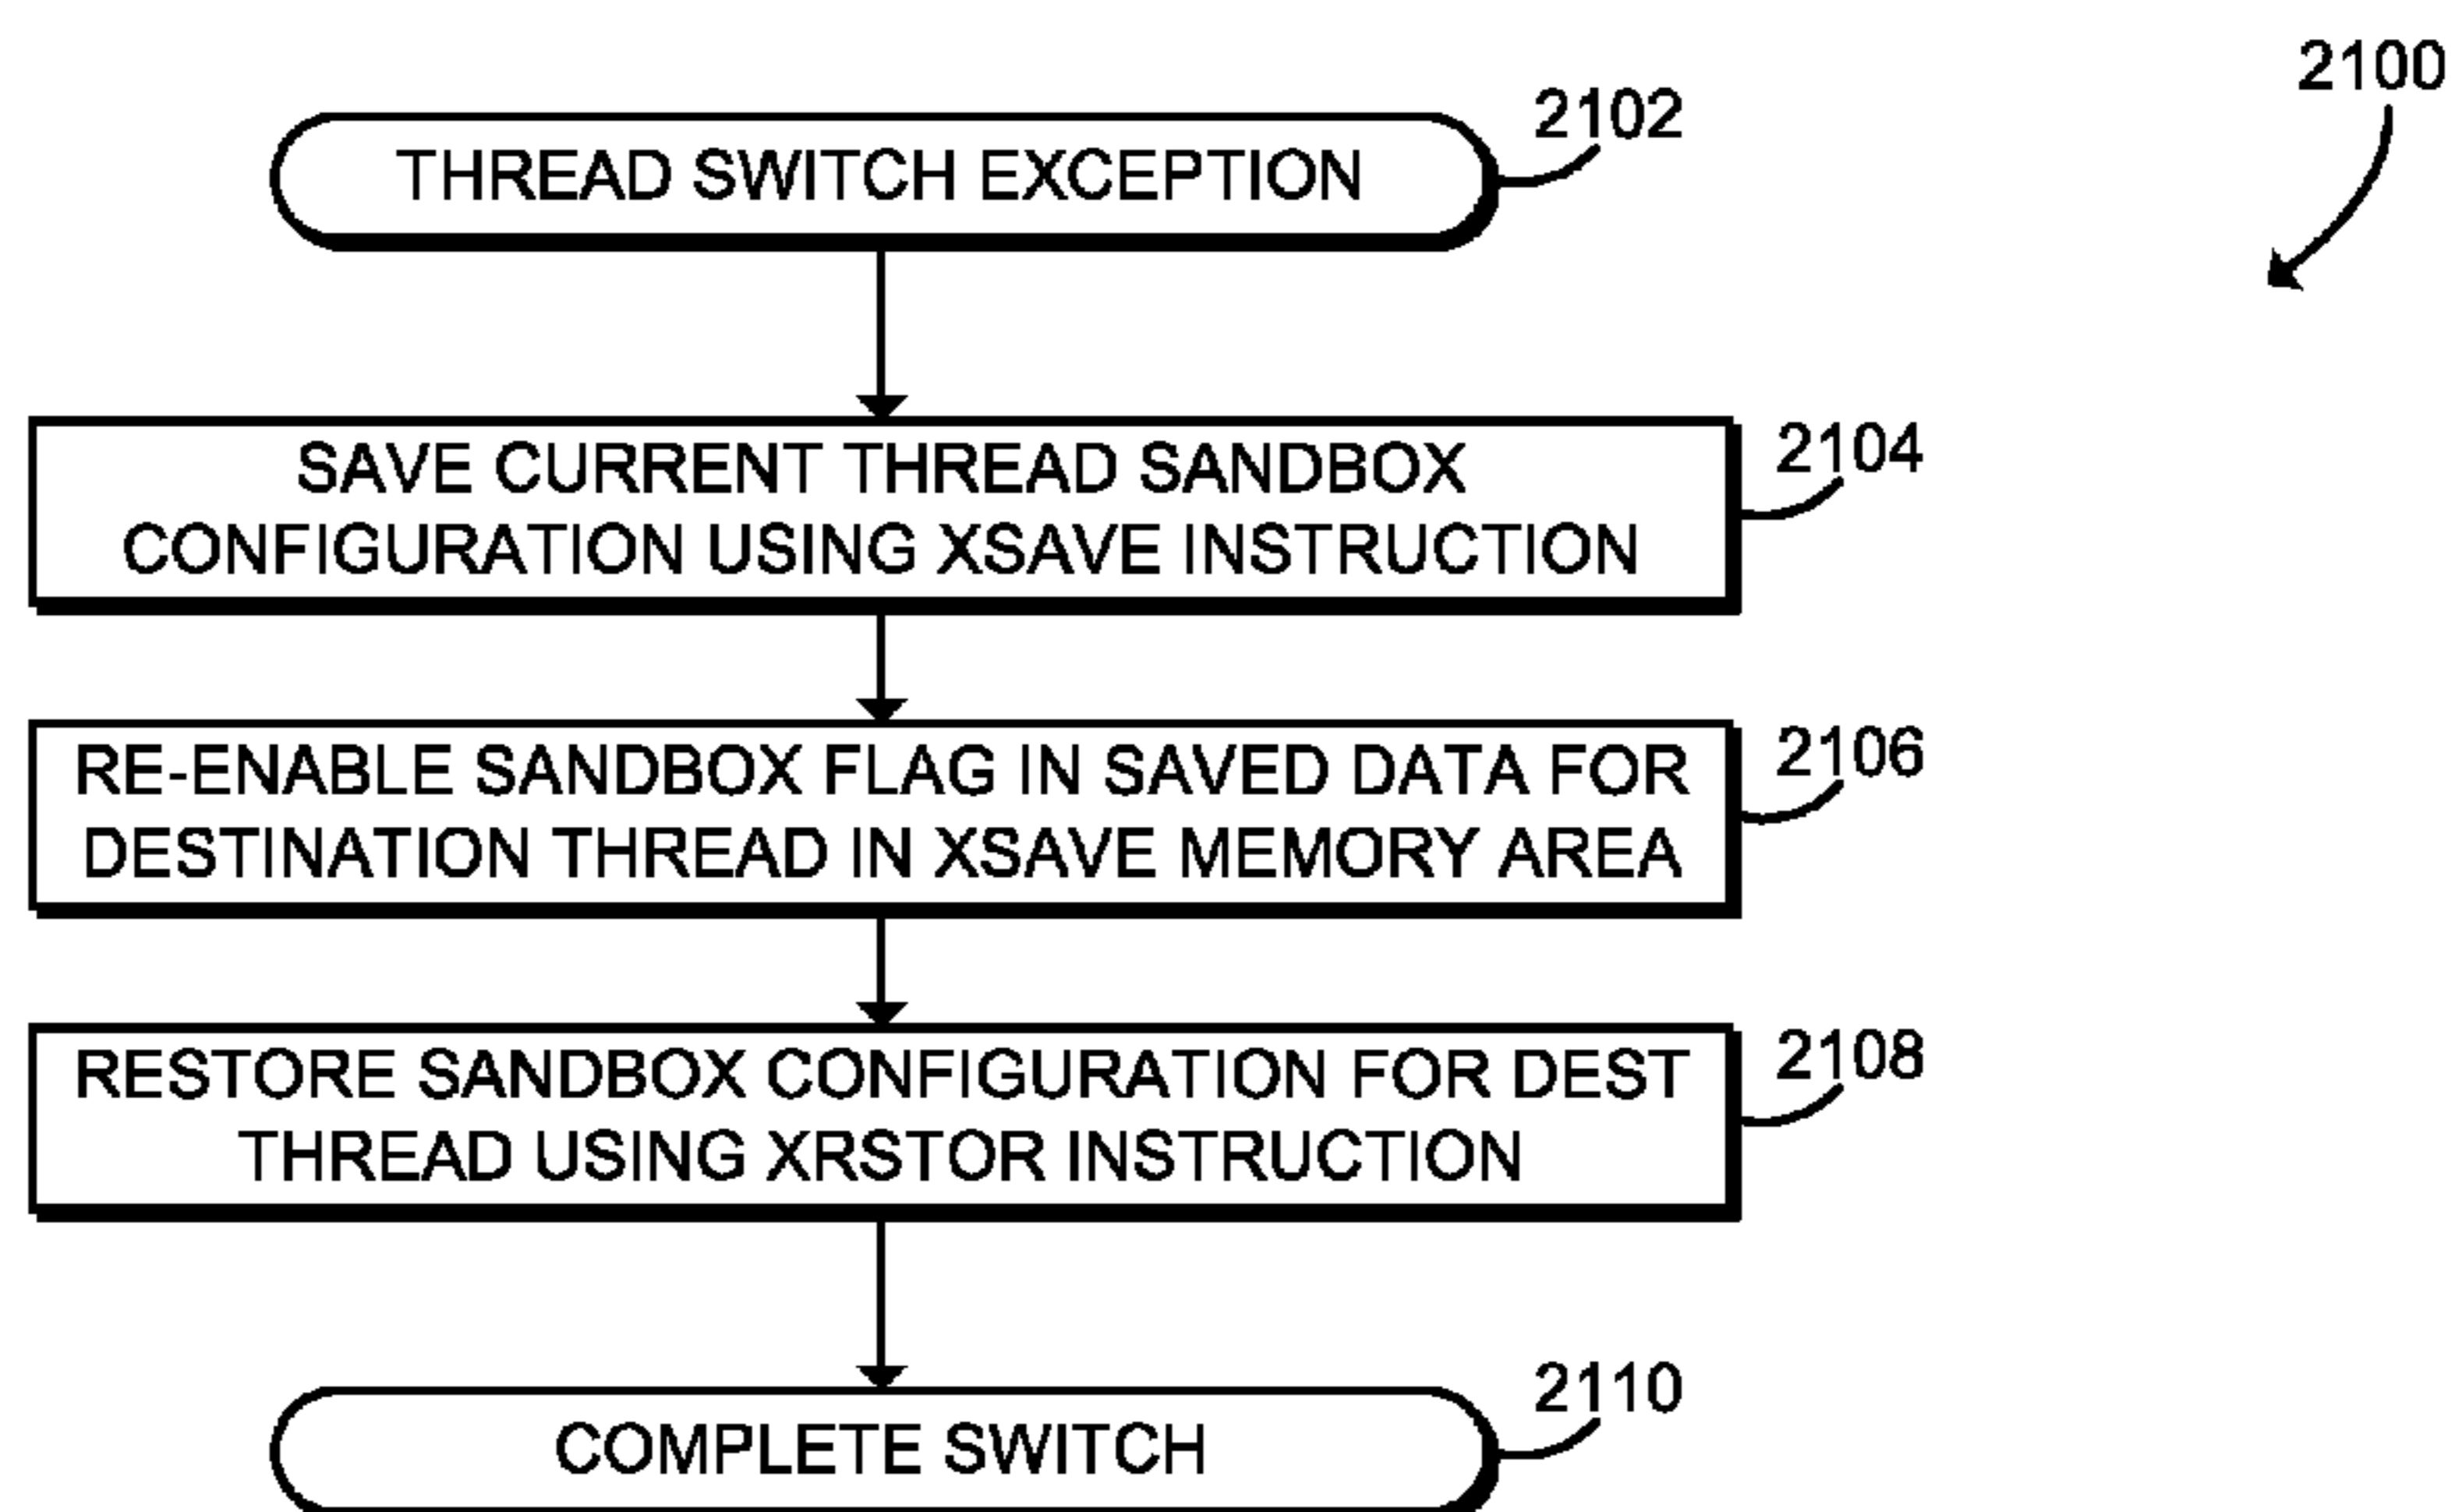 2100
2102
THREAD SWITCH EXCEPTION
2104
SAVE CURRENT THREAD SANDBOX
CONFIGURATION USING XSAVE INSTRUCTION
2106
RE-ENABLE SANDBOX FLAG IN SAVED DATA FOR
DESTINATION THREAD IN XSAVE MEMORY AREA
2108
RESTORE SANDBOX CONFIGURATION FOR DEST
THREAD USING XRSTOR INSTRUCTION
2110
COMPLETE SWITCH